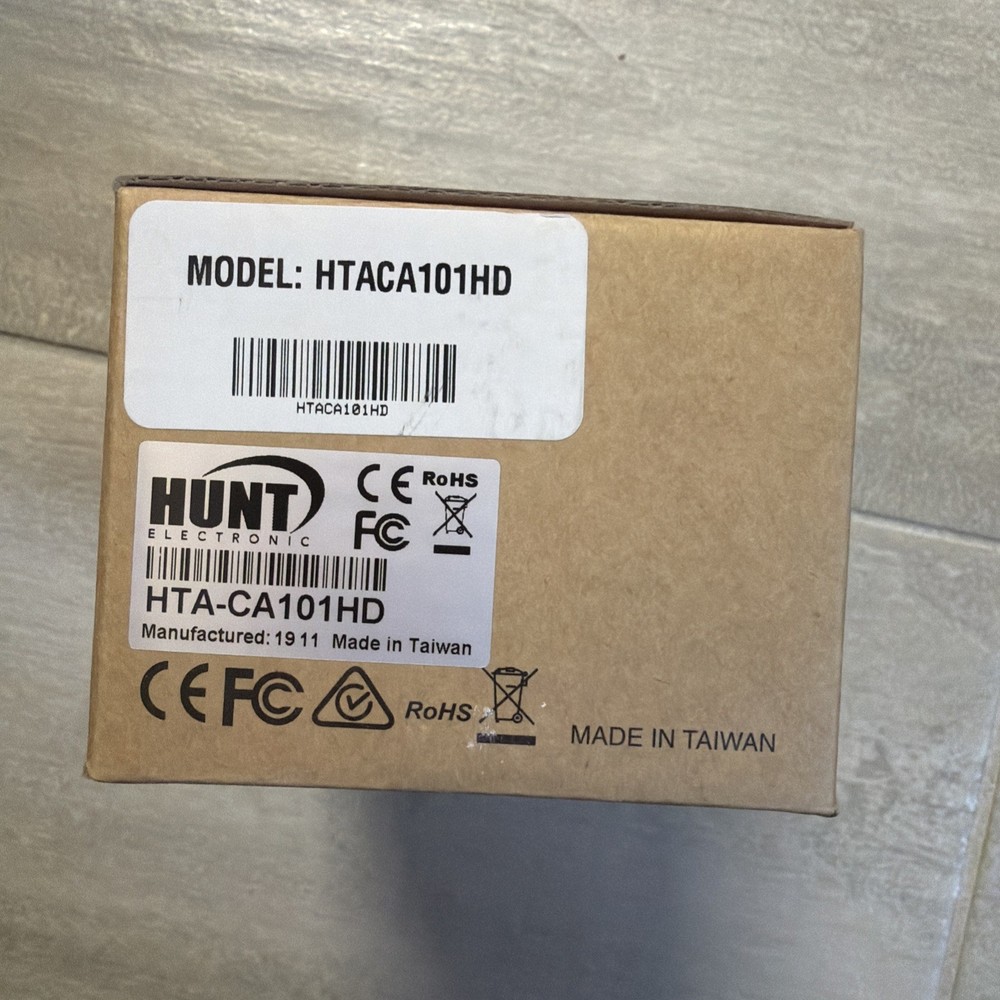 MODEL: HTACA101HD
HTACA101HD
HUNT
ELECTRONIC
CE RoHS
FC
HTA-CA101HD
Manufactured: 1911 Made in Taiwan
CE FC RoHS
MADE IN TAIWAN